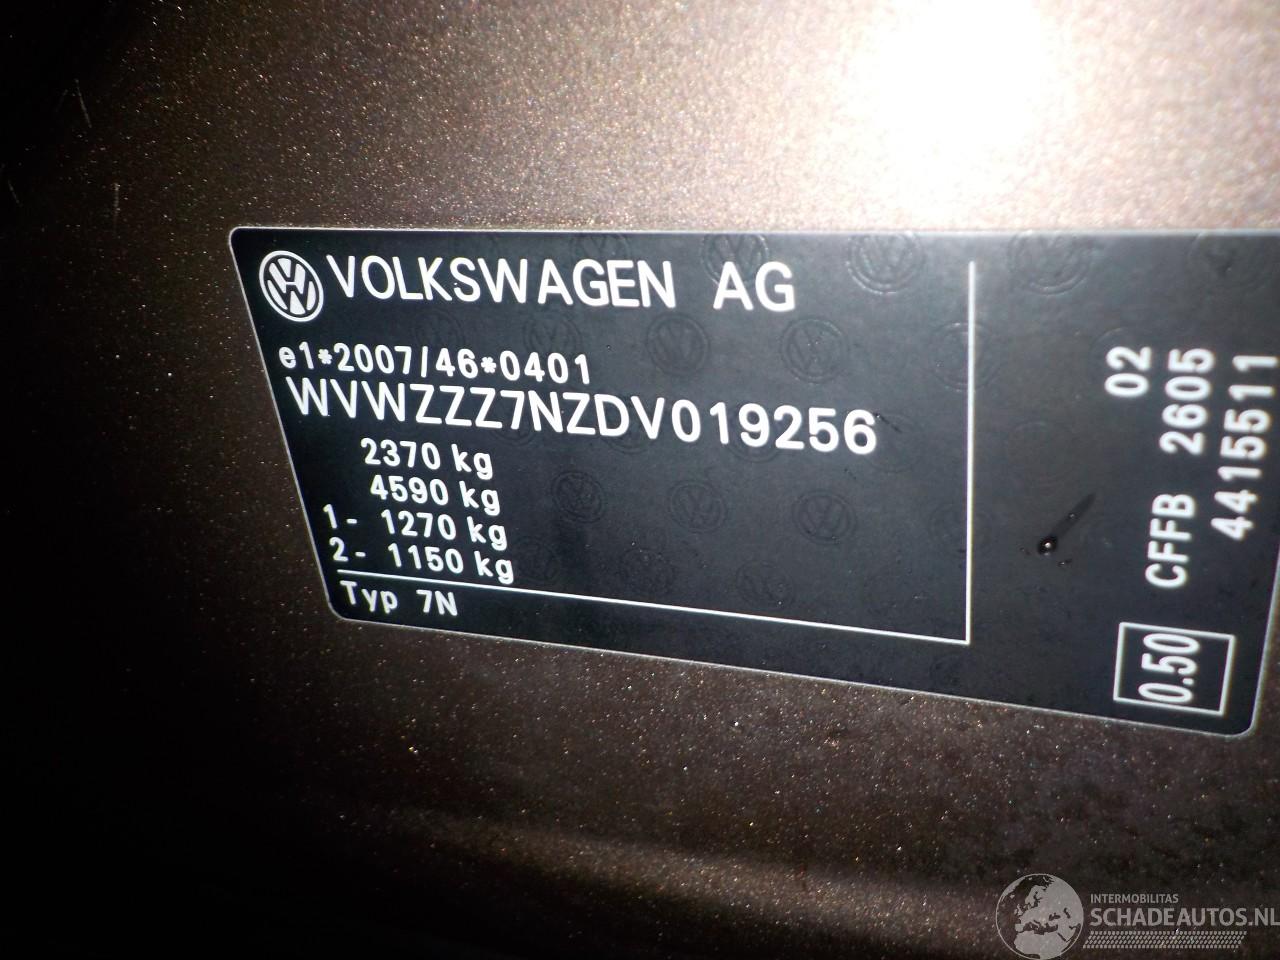 VOLKSWAGEN AG
e1*2007/46*0401
WVWZZZ7NZDV019256
2370 kg
4590 kg
1- 1270 kg
2- 1150 kg
Typ 7N
02
CFFB 2605
4415511
0.50
INTERMOBILITAS
SCHADEAUTOS.NL